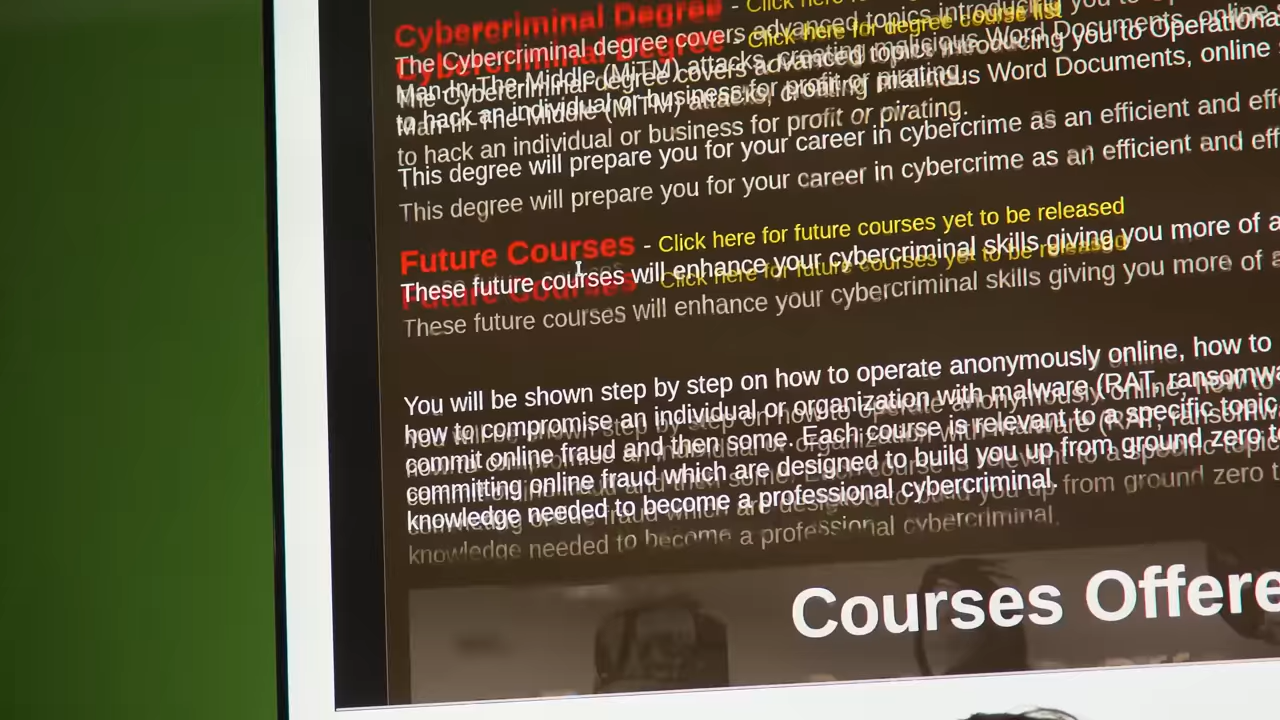 Cybercriminal Degree - Click here for degree course list
The Cybercriminal degree covers advanced topics introducing you to Operationa
Man-In-The-Middle (MiTM) attacks, creating malicious Word Documents, online
to hack an individual or business for profit or pirating.
This degree will prepare you for your career in cybercrime as an efficient and eff
Future Courses - Click here for future courses yet to be released
These future courses will enhance your cybercriminal skills giving you more of a
You will be shown step by step on how to operate anonymously online, how to
how to compromise an individual or organization with malware (RAT, ransomwa
commit online fraud and then some. Each course is relevant to a specific topic
committing online fraud which are designed to build you up from ground zero t
knowledge needed to become a professional cybercriminal.
Courses Offere